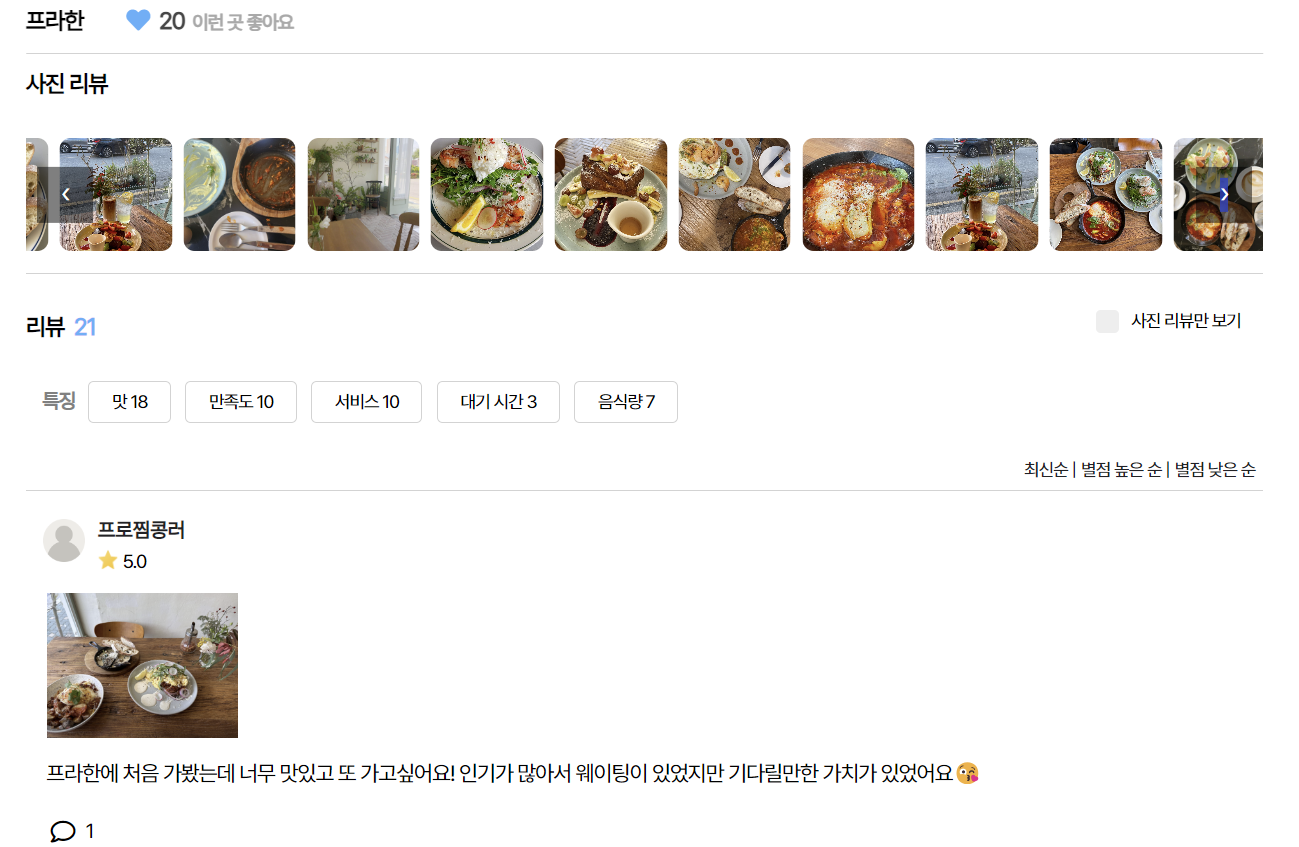 프라한 20 이런 곳 좋아요
사진 리뷰
리뷰 21
사진 리뷰만 보기
특징 맛 18 만족도 10 서비스 10 대기 시간 3 음식량 7
최신순 | 별점 높은 순 | 별점 낮은 순
프로찜콩러
5.0
프라한에 처음 가봤는데 너무 맛있고 또 가고싶어요! 인기가 많아서 웨이팅이 있었지만 기다릴만한 가치가 있었어요😘
1